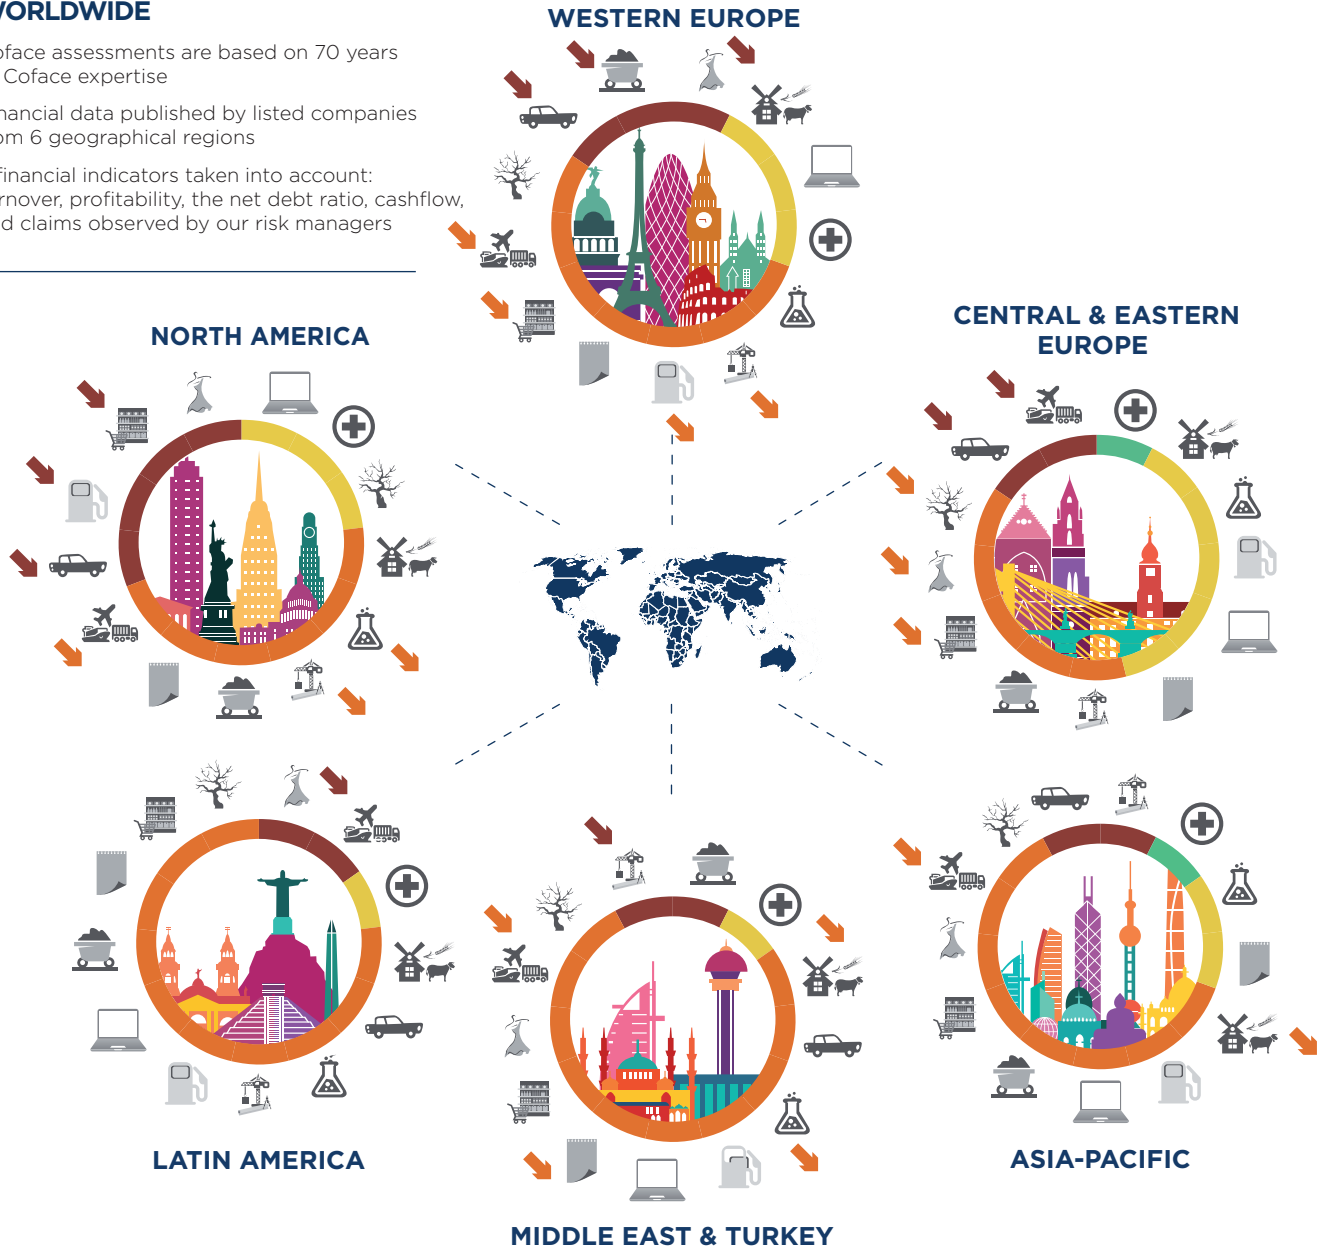 WORLDWIDE
oface assessments are based on 70 years
Coface expertise
nancial data published by listed companies
om 6 geographical regions
financial indicators taken into account:
rnover, profitability, the net debt ratio, cashflow,
d claims observed by our risk managers
WESTERN EUROPE
NORTH AMERICA
CENTRAL & EASTERN
EUROPE
LATIN AMERICA
ASIA-PACIFIC
MIDDLE EAST & TURKEY